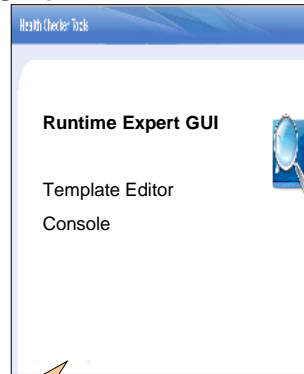 Health Checker Tools
Runtime Expert GUI
Template Editor
Console